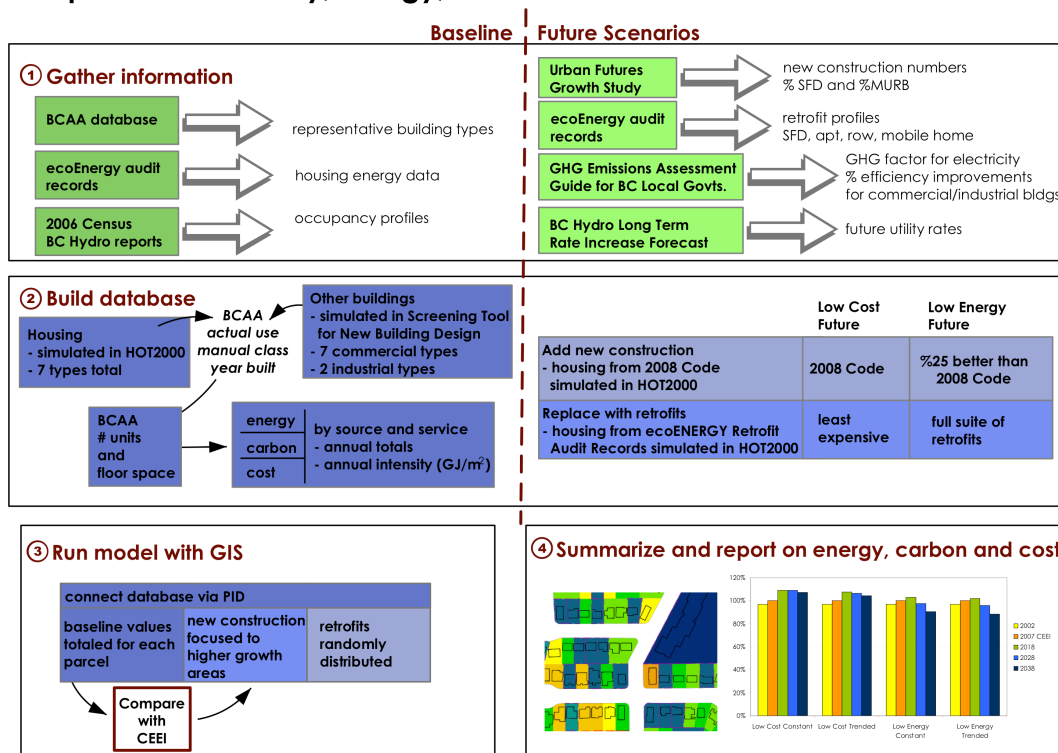 Baseline
Future Scenarios
1 Gather information
BCAA database
representative building types
ecoEnergy audit
records
housing energy data
2006 Census
BC Hydro reports
occupancy profiles
Urban Futures
Growth Study
new construction numbers
% SFD and %MURB
ecoEnergy audit
records
retrofit profiles
SFD, apt, row, mobile home
GHG Emissions Assessment
Guide for BC Local Govts.
GHG factor for electricity
% efficiency improvements
for commercial/industrial bldgs
BC Hydro Long Term
Rate Increase Forecast
future utility rates
2 Build database
Housing
- simulated in HOT2000
- 7 types total
BCAA
actual use
manual class
year built
Other buildings
- simulated in Screening Tool
for New Building Design
- 7 commercial types
- 2 industrial types
BCAA
# units
and
floor space
energy
carbon
cost
by source and service
- annual totals
- annual intensity (GJ/m2)
Low Cost
Future
Low Energy
Future
Add new construction
- housing from 2008 Code
simulated in HOT2000
2008 Code
%25 better than
2008 Code
Replace with retrofits
- housing from ecoENERGY Retrofit
Audit Records simulated in HOT2000
least
expensive
full suite of
retrofits
3 Run model with GIS
connect database via PID
baseline values
totaled for each
parcel
new construction
focused to
higher growth
areas
retrofits
randomly
distributed
Compare
with
CEEI
4 Summarize and report on energy, carbon and cost
120%
100%
80%
60%
40%
20%
0%
Low Cost Constant
Low Cost Trended
Low Energy
Constant
Low Energy
Trended
2002
2007 CEEI
2018
2028
2038